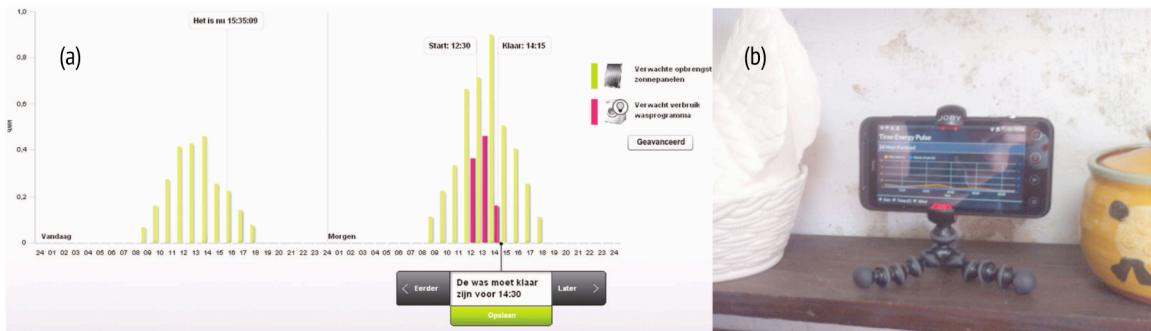 (a)
1,0
Het is nu 15:35:09
0,8
Start: 12:30
Klaar: 14:15
Verwachte opbrengst
zonnepanelen
0,6
Verwacht verbruik
wasprogramma
kWh
0,4
Geavanceerd
0,2
Vandaag
Morgen
0
24 01 02 03 04 05 06 07 08 09 10 11 12 13 14 15 16 17 18 19 20 21 22 23 24 01 02 03 04 05 06 07 08 09 10 11 12 13 14 15 16 17 18 19 20 21 22 23
Eerder
De was moet klaar
zijn voor 14:30
Later
Opslaan
(b)
JOBY
Time Energy Pulse
24 Hour Forecast